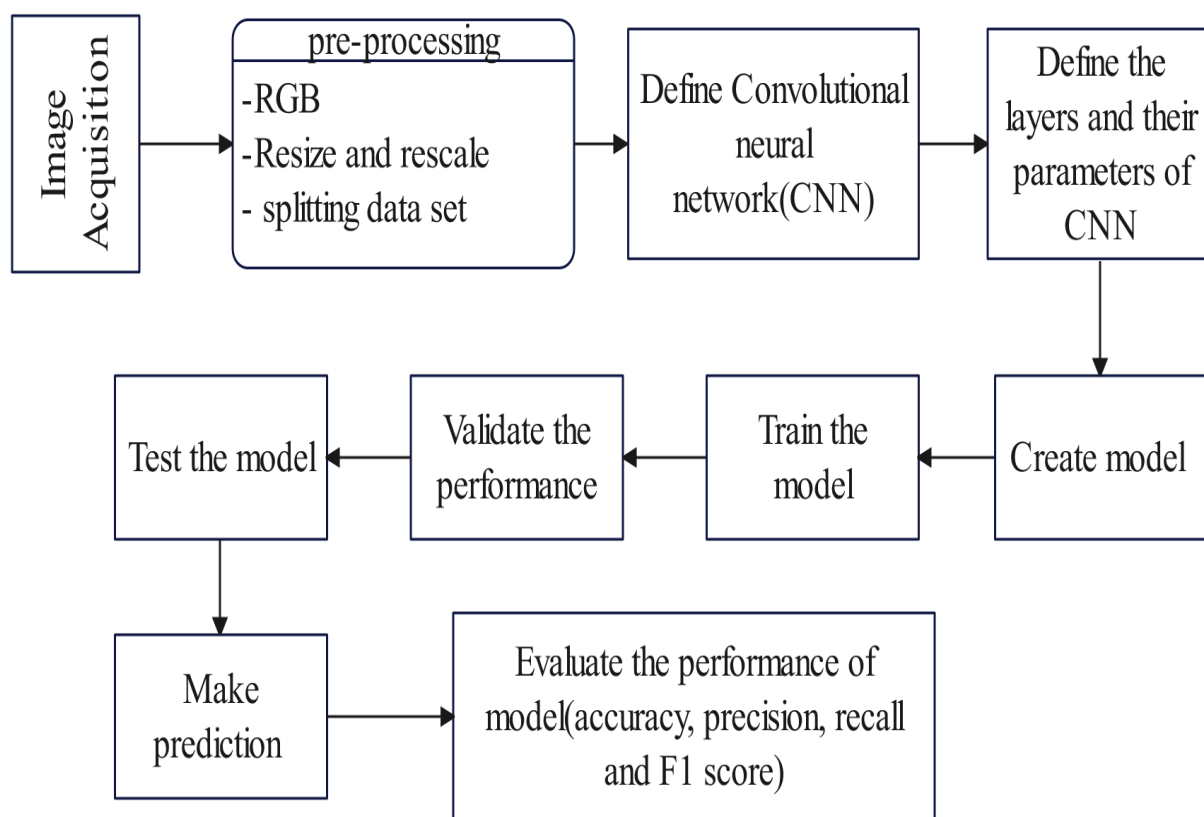 Image
Acquisition
pre-processing
-RGB
-Resize and rescale
- splitting data set
Define Convolutional
neural
network(CNN)
Define the
layers and their
parameters of
CNN
Create model
Train the
model
Validate the
performance
Test the model
Make
prediction
Evaluate the performance of
model(accuracy, precision, recall
and F1 score)